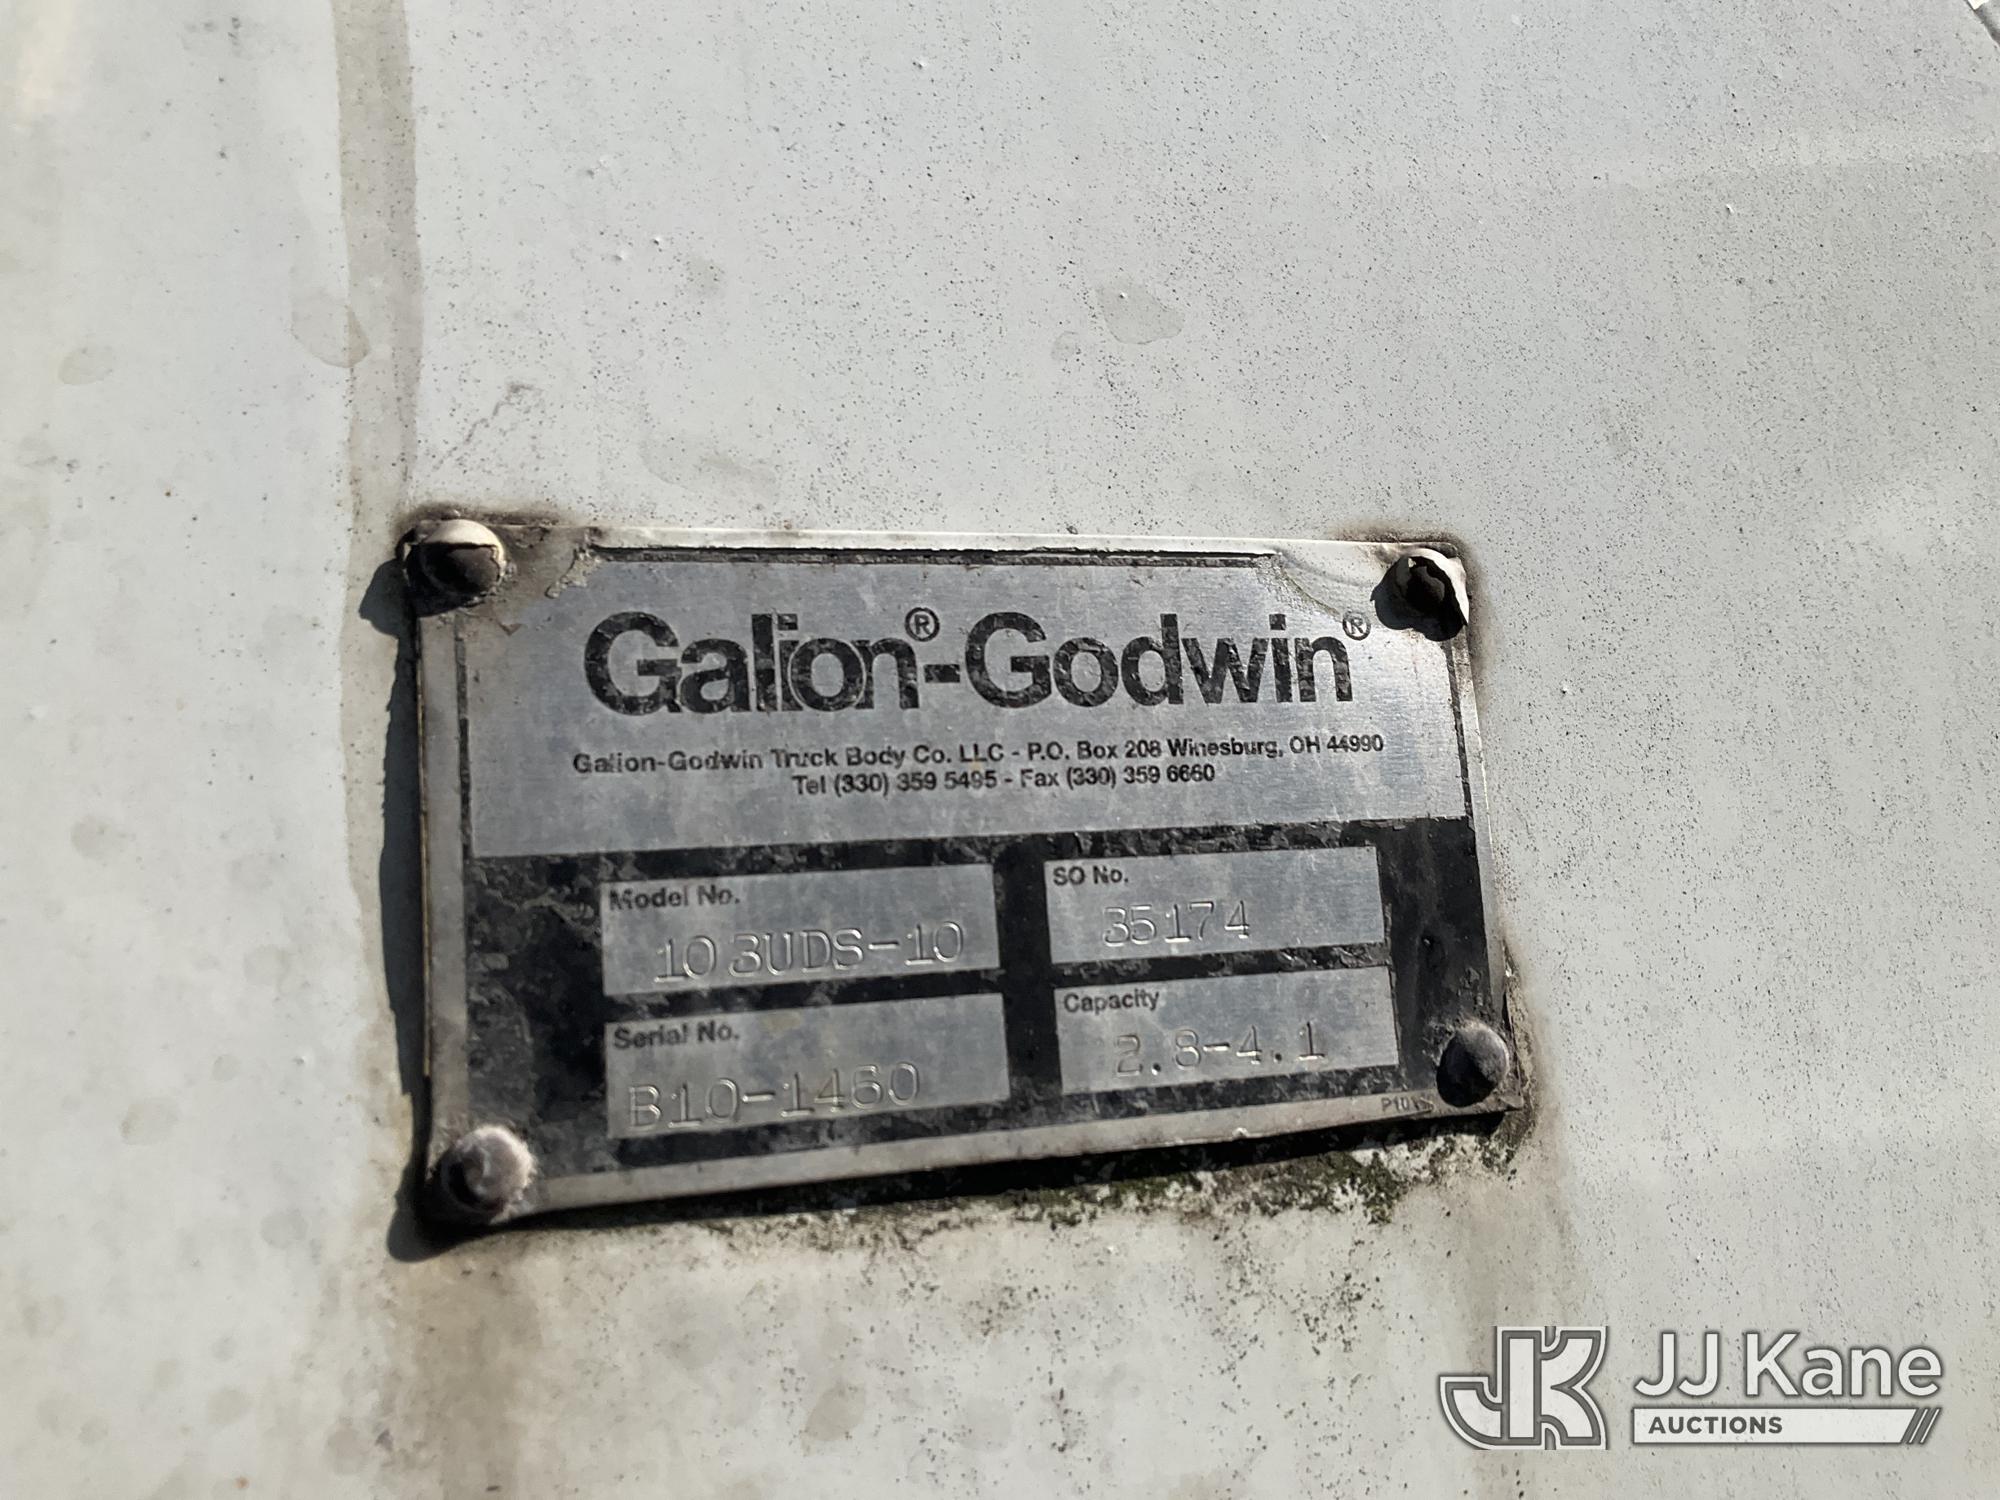 Galion®-Godwin®
Galion-Godwin Truck Body Co. LLC - P.O. Box 208 Winesburg, OH 44990
Tel (330) 359 5495 - Fax (330) 359 6660
Model No.
103UDS-10
SO No.
35174
Serial No.
B10-1460
Capacity
2.8-4.1
JK JJ Kane
AUCTIONS